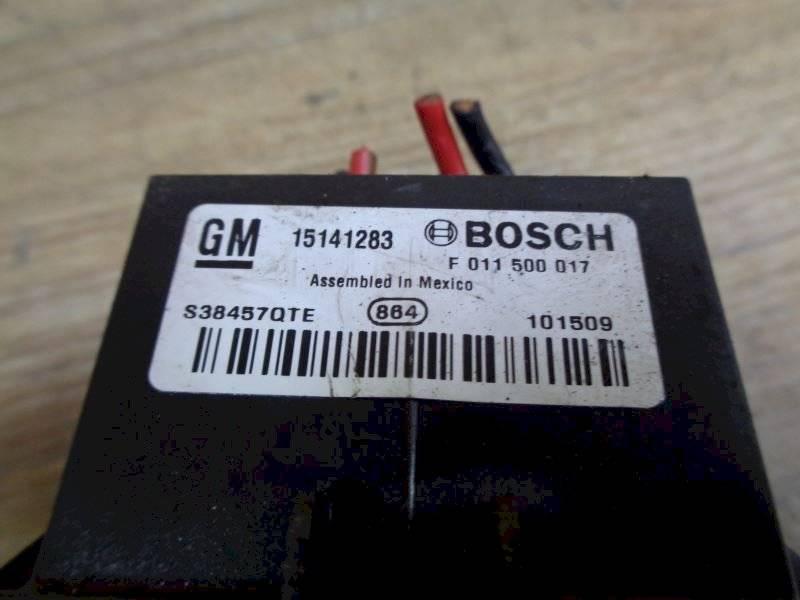 GM 15141283 BOSCH
F 011 500 017
Assembled in Mexico
S38457QTE 864 101509